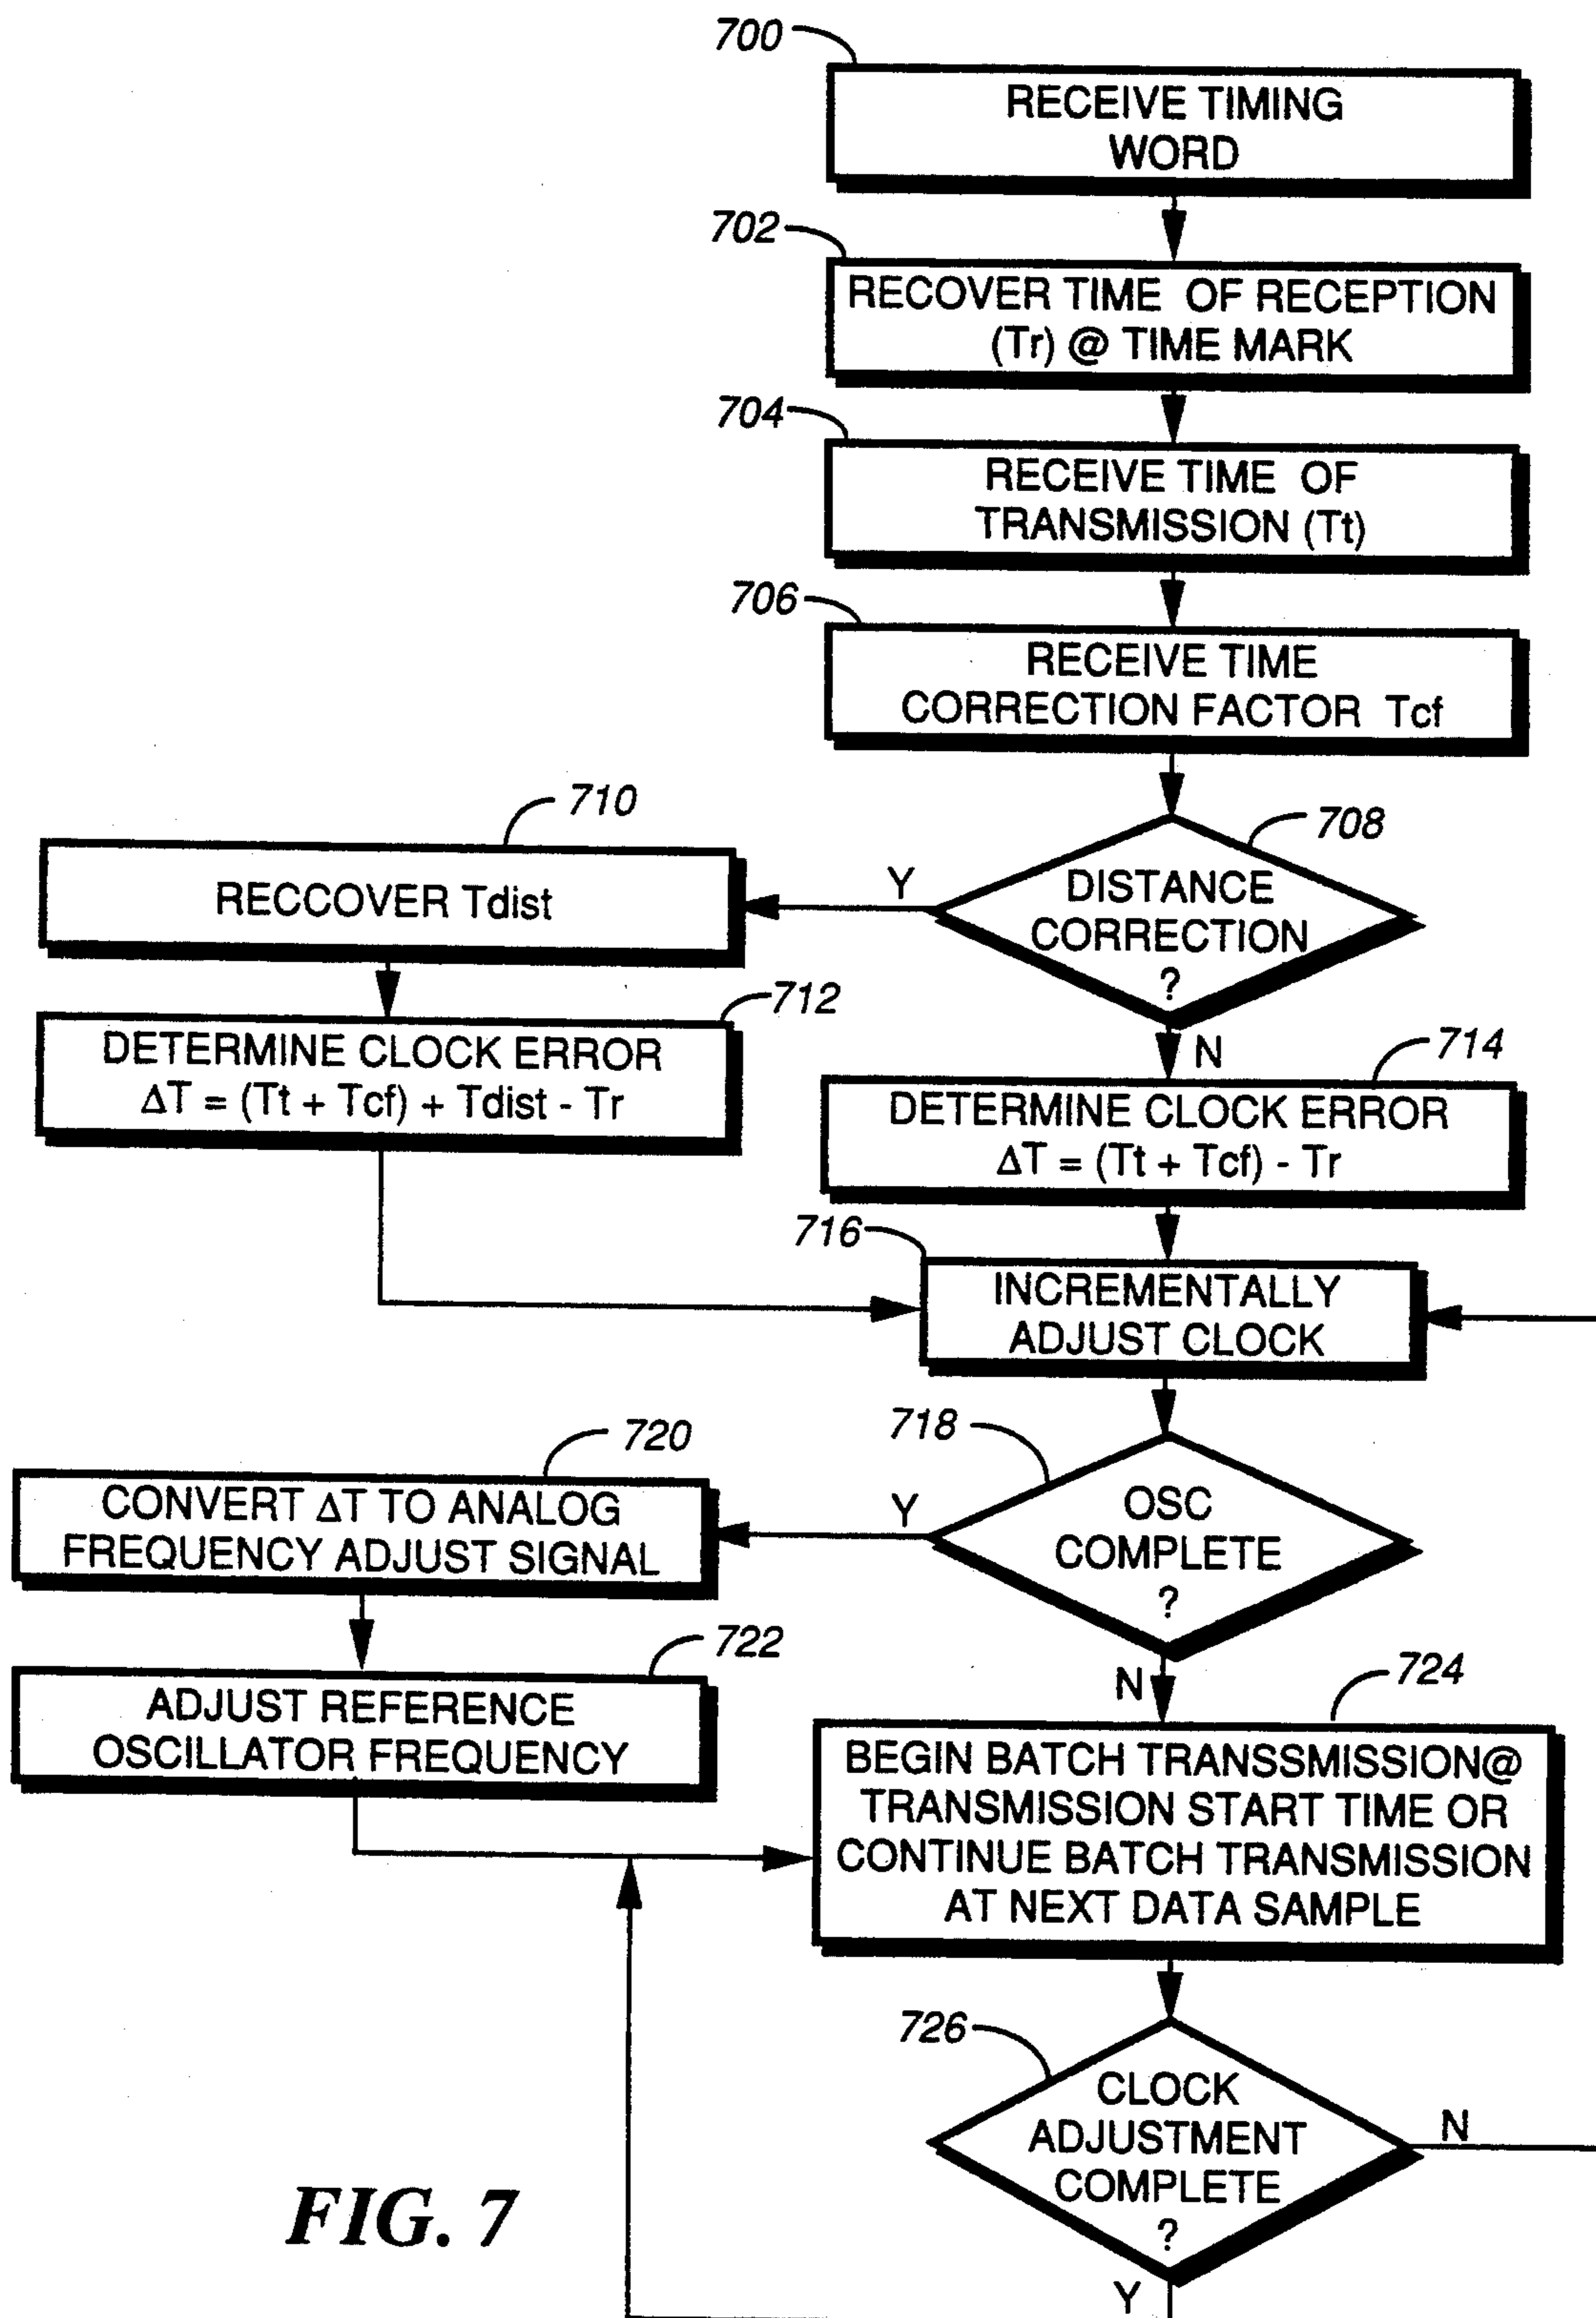 700
RECEIVE TIMING
WORD
702
RECOVER TIME OF RECEPTION
(Tr) @ TIME MARK
704
RECEIVE TIME OF
TRANSMISSION (Tt)
706
RECEIVE TIME
CORRECTION FACTOR Tcf
708
DISTANCE
CORRECTION
?
Y
N
710
RECCOVER Tdist
712
DETERMINE CLOCK ERROR
ΔT = (Tt + Tcf) + Tdist - Tr
714
DETERMINE CLOCK ERROR
ΔT = (Tt + Tcf) - Tr
716
INCREMENTALLY
ADJUST CLOCK
718
OSC
COMPLETE
?
Y
N
720
CONVERT ΔT TO ANALOG
FREQUENCY ADJUST SIGNAL
722
ADJUST REFERENCE
OSCILLATOR FREQUENCY
724
BEGIN BATCH TRANSSMISSION@
TRANSMISSION START TIME OR
CONTINUE BATCH TRANSMISSION
AT NEXT DATA SAMPLE
726
CLOCK
ADJUSTMENT
COMPLETE
?
N
Y
FIG. 7